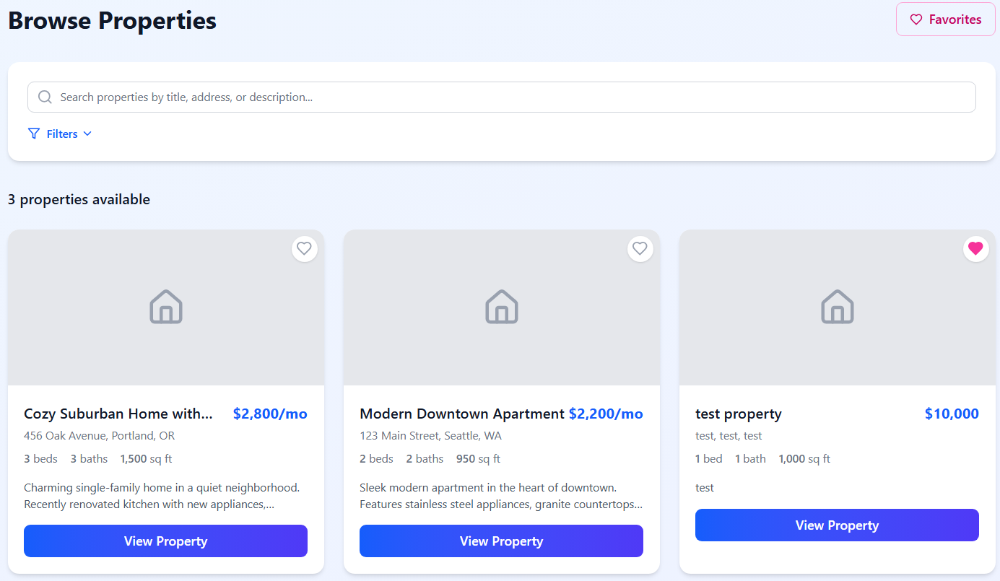 Browse Properties
Favorites
Search properties by title, address, or description...
Filters
3 properties available
Cozy Suburban Home with... $2,800/mo
456 Oak Avenue, Portland, OR
3 beds 3 baths 1,500 sq ft
Charming single-family home in a quiet neighborhood.
Recently renovated kitchen with new appliances,...
View Property
Modern Downtown Apartment $2,200/mo
123 Main Street, Seattle, WA
2 beds 2 baths 950 sq ft
Sleek modern apartment in the heart of downtown.
Features stainless steel appliances, granite countertops...
View Property
test property $10,000
test, test, test
1 bed 1 bath 1,000 sq ft
test
View Property